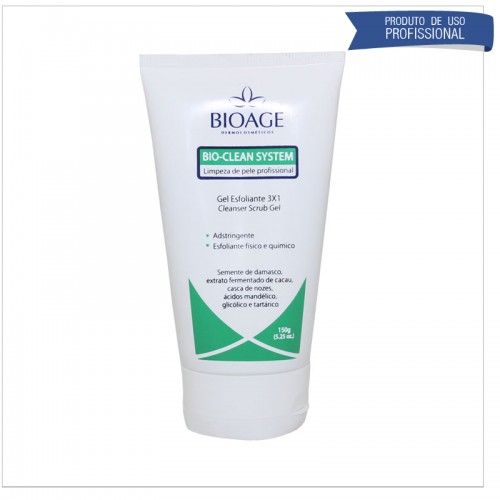 PRODUTO DE USO
PROFISSIONAL
BIOAGE
DERMOCOSMÉTICOS
BIO-CLEAN SYSTEM
Limpeza de pele profissional
Gel Esfoliante 3X1
Cleanser Scrub Gel
• Adstringente
• Esfoliante físico e químico
Semente de damasco,
extrato fermentado de cacau,
casca de nozes,
ácidos mandélico,
glicólico e tartárico
150g
(5.25 oz.)